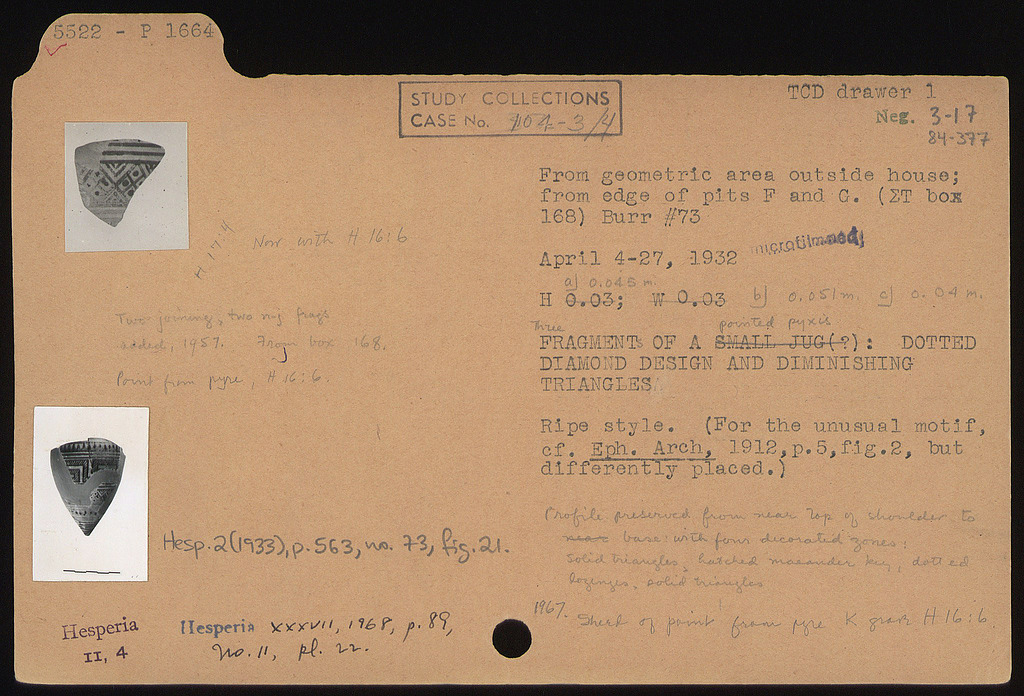 5522 - P 1664
STUDY COLLECTIONS
CASE No. 104-3/4
TCD drawer 1
Neg. 3-17
84-377
From geometric area outside house;
from edge of pits F and G. (ΣT box
168) Burr #73
H 17:4
Now with H 16:6
April 4-27, 1932
microfilmed
a) 0.045 m.
H 0.03; W 0.03 b) 0.051m. c) 0.04 m.
Two joining, two n-j frags
added, 1957. From box 168.
Point from pyre, H 16:6.
Three pointed pyxis
FRAGMENTs OF A SMALL JUG(?): DOTTED
DIAMOND DESIGN AND DIMINISHING
TRIANGLES
Ripe style. (For the unusual motif,
cf. Eph. Arch, 1912,p.5,fig.2, but
differently placed.)
Profile preserved from near top of shoulder to
near base: with four decorated zones:
solid triangles, hatched maeander key, dotted
lozenges, solid triangles
Hesp. 2(1933), p. 563, no. 73, fig. 21.
1967. Sherd of point from pyre K grave H 16:6.
Hesperia
II, 4
Hesperia XXXVII, 1968, p. 89,
no. 11, pl. 22.